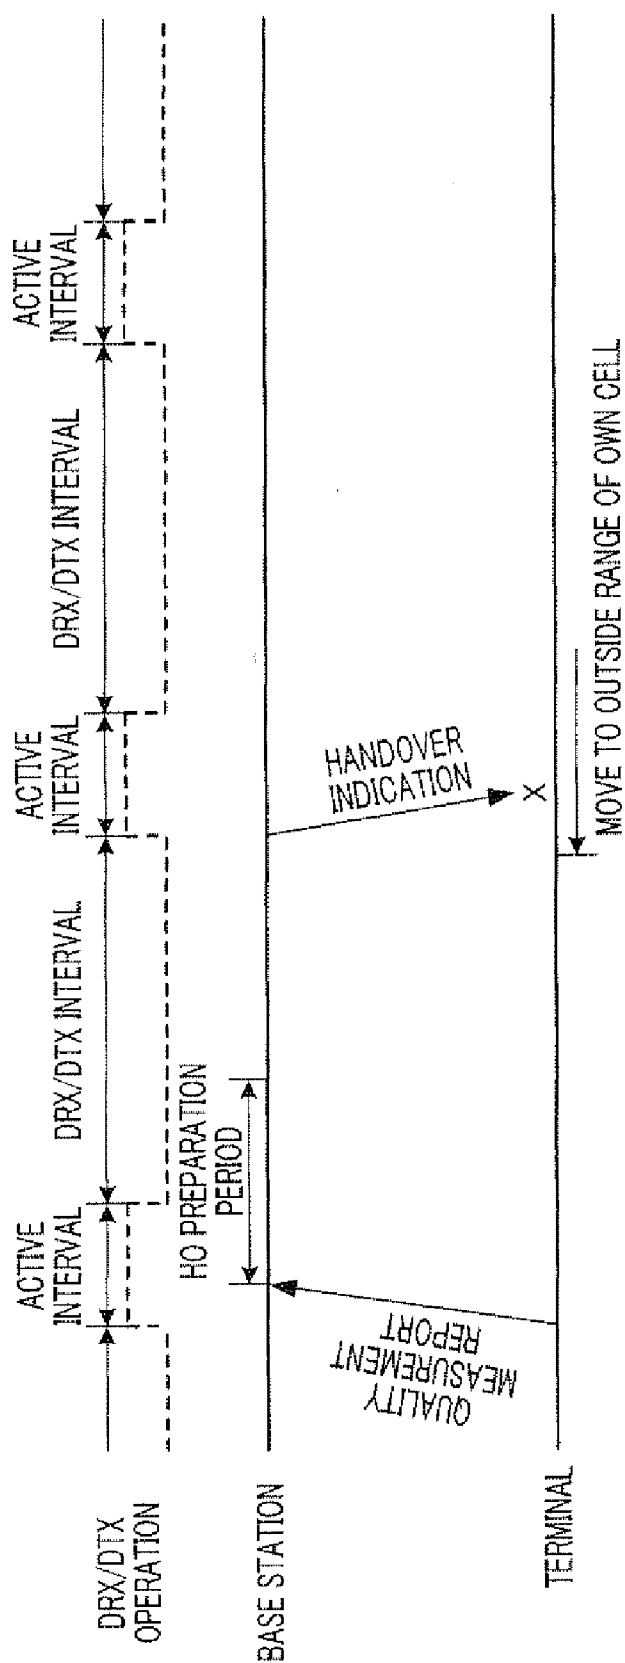 DRX/DTX
OPERATION
ACTIVE
INTERVAL
DRX/DTX INTERVAL
ACTIVE
INTERVAL
DRX/DTX INTERVAL
ACTIVE
INTERVAL
BASE STATION
HO PREPARATION
PERIOD
QUALITY
MEASUREMENT
REPORT
HANDOVER
INDICATION
X
TERMINAL
MOVE TO OUTSIDE RANGE OF OWN CELL